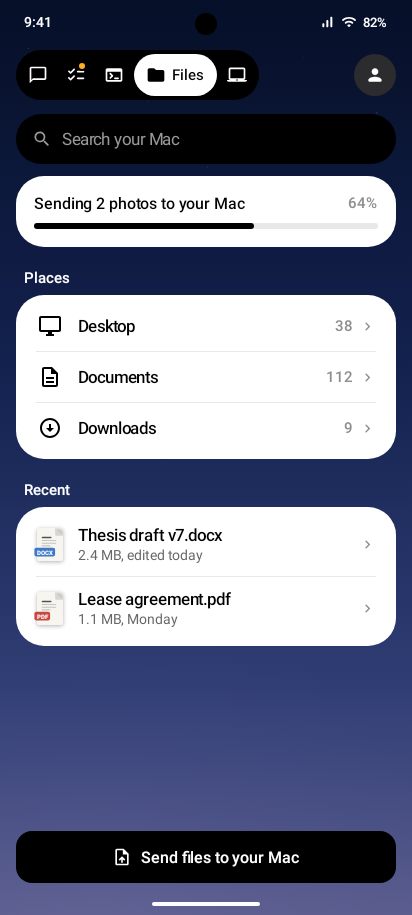 9:41
82%
Files
Search your Mac
Sending 2 photos to your Mac 64%
Places
Desktop 38
Documents 112
Downloads 9
Recent
Thesis draft v7.docx
DOCX
2.4 MB, edited today
Lease agreement.pdf
PDF
1.1 MB, Monday
Send files to your Mac